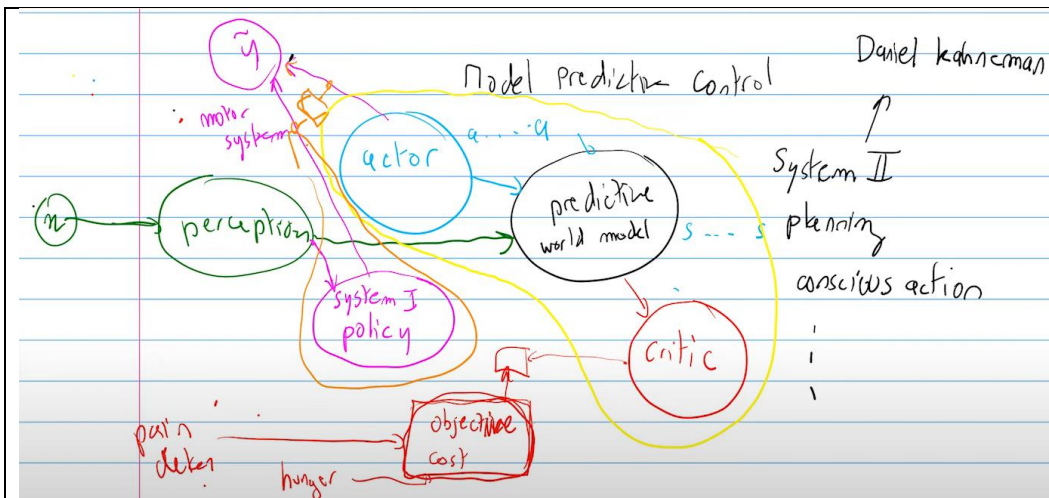 ỹ
Daniel kahneman
Model predictive control
motor
system
actor
a.....a
System II
x
perception
predictive
world model
s....s
planning
system I
policy
conscious action
critic
objective
cost
pain
hunger